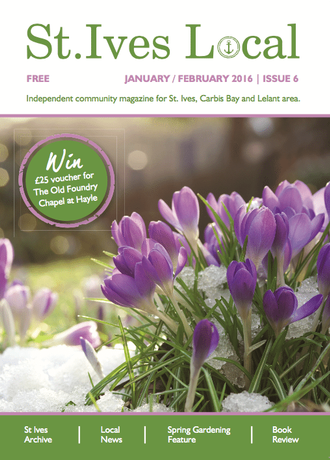 St.Ives Local
FREE
JANUARY / FEBRUARY 2016 | ISSUE 6
Independent community magazine for St. Ives, Carbis Bay and Lelant area.
Win
£25 voucher for
The Old Foundry
Chapel at Hayle
St Ives
Archive
Local
News
Spring Gardening
Feature
Book
Review